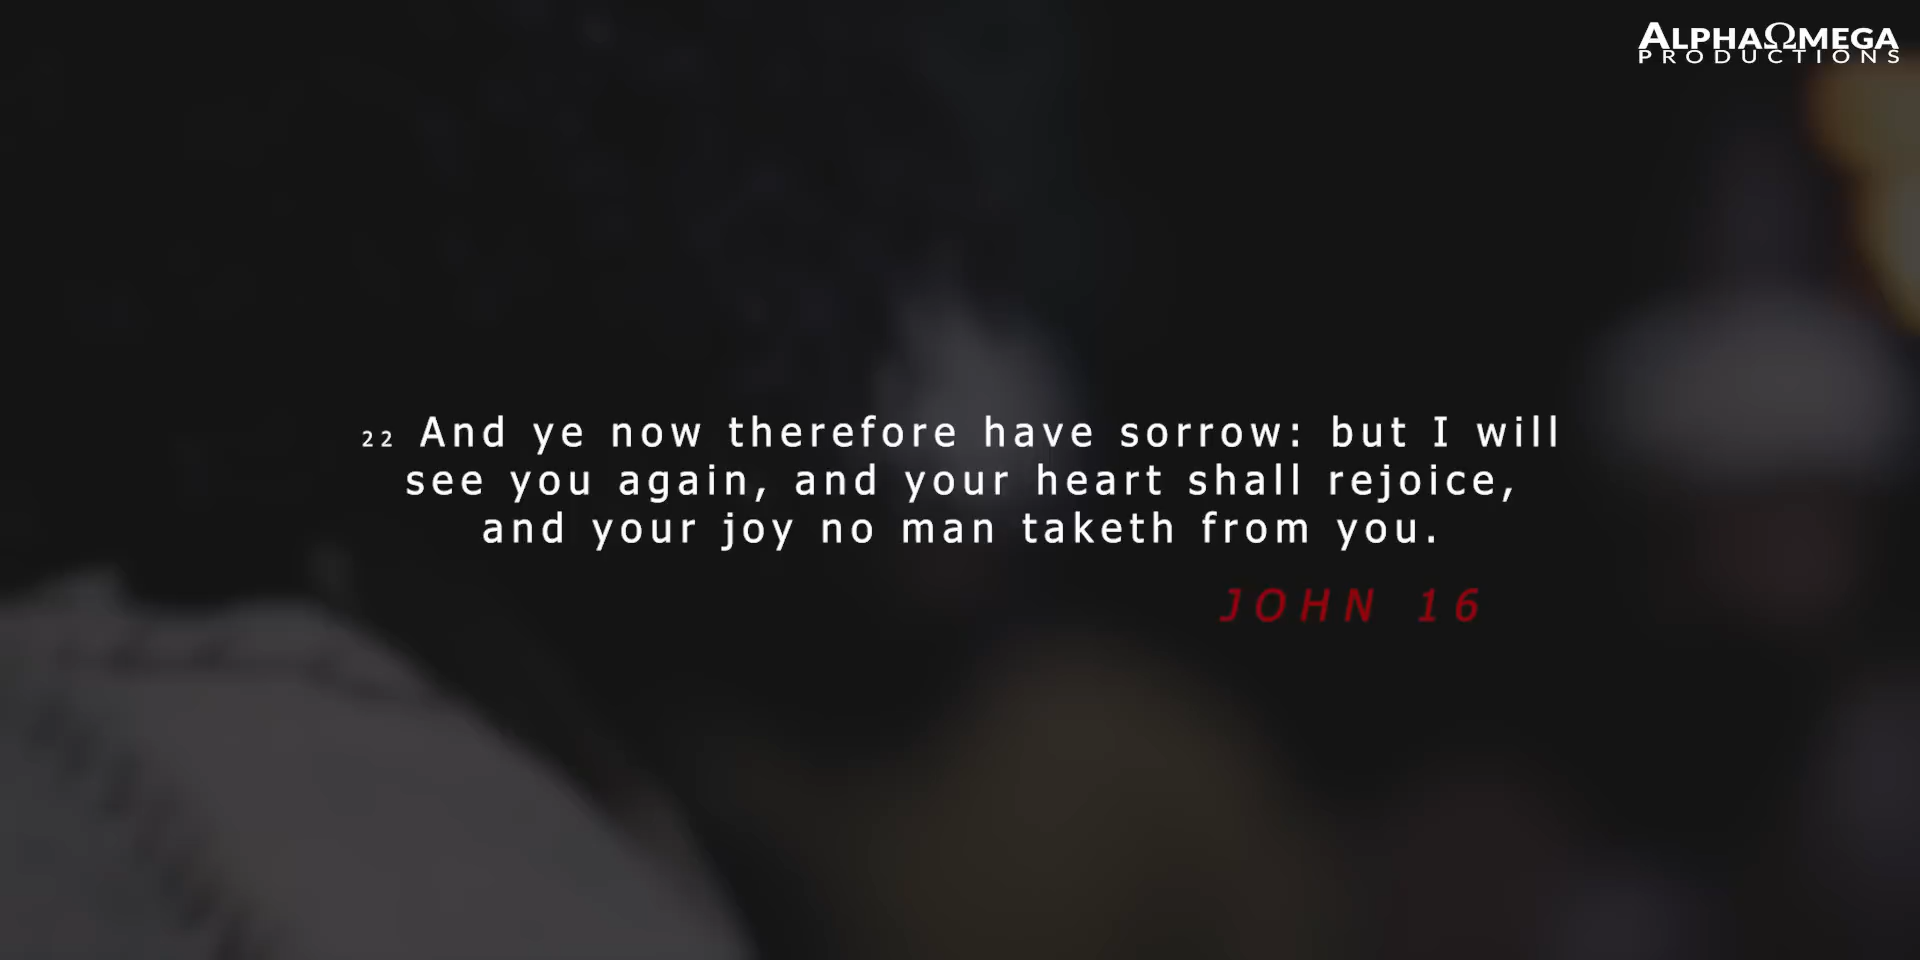 ALPHAΩMEGA
PRODUCTIONS
22 And ye now therefore have sorrow: but I will
see you again, and your heart shall rejoice,
and your joy no man taketh from you.
JOHN 16